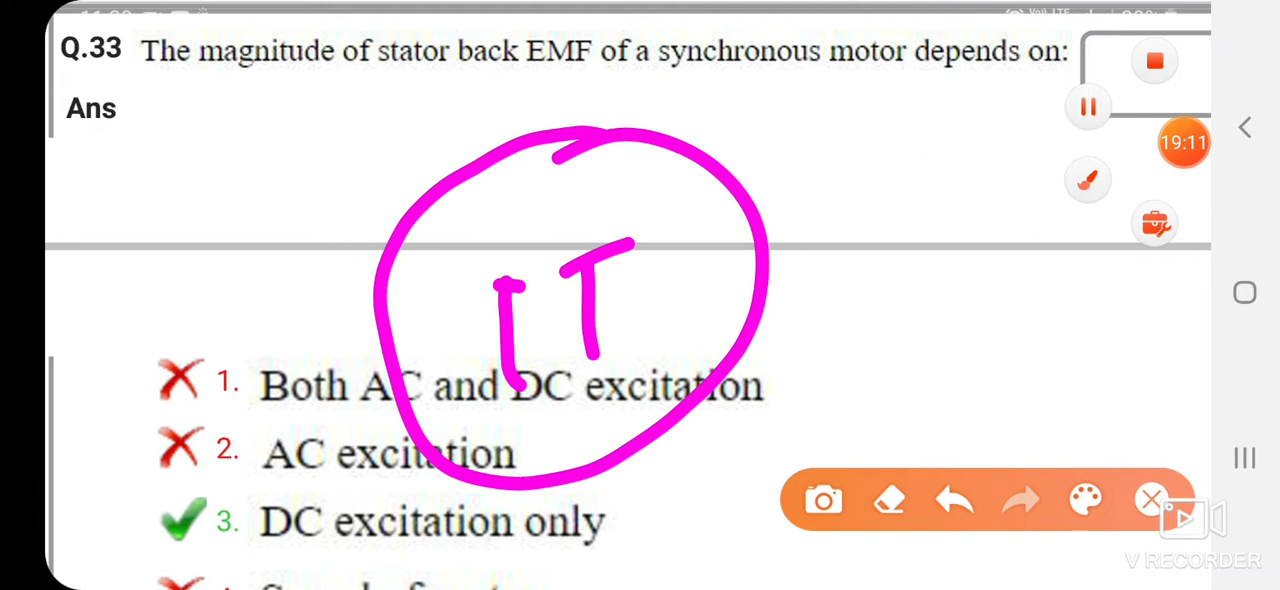 Q.33 The magnitude of stator back EMF of a synchronous motor depends on:
Ans
19:11
IT
1. Both AC and DC excitation
2. AC excitation
3. DC excitation only
V RECORDER